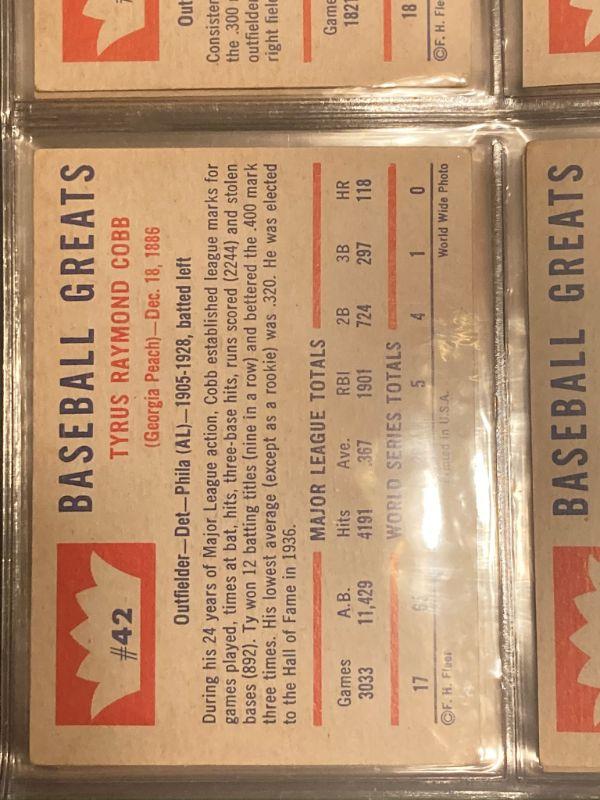 #42
BASEBALL GREATS
TYRUS RAYMOND COBB
(Georgia Peach)—Dec. 18, 1886
Outfielder—Det—Phila (AL)—1905-1928, batted left
During his 24 years of Major League action, Cobb established league marks for
games played, times at bat, hits, three-base hits, runs scored (2244) and stolen
bases (892). Ty won 12 batting titles (nine in a row) and bettered the .400 mark
three times. His lowest average (except as a rookie) was .320. He was elected
to the Hall of Fame in 1936.
MAJOR LEAGUE TOTALS
Games A.B. Hits Ave. RBI 2B 3B HR
3033 11,429 4191 .367 1901 724 297 118
WORLD SERIES TOTALS
17 5 4 1 0
©F. H. Fleer Printed in U.S.A. World Wide Photo
Out
Consisten
the .300
outfielder
right fiel
Game
1821
18
©F. H. Flee
BASEBALL GREATS